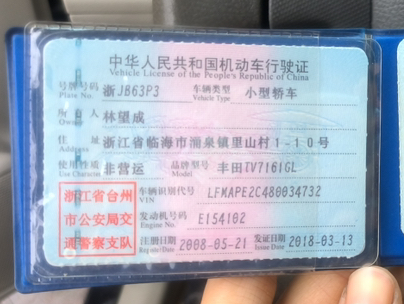 中华人民共和国机动车行驶证
Vehicle License of the People's Republic of China
号牌号码 浙JB63P3 车辆类型 小型轿车
Plate No. Vehicle Type
所有人 林望成
Owner
住址 浙江省临海市涌泉镇里山村1-10号
Address
使用性质 非营运 品牌型号 丰田TV7161GL
Use Character Model
浙江省台州市公安局交通警察支队
车辆识别代号 LFMAPE2C480034732
VIN
发动机号码 E154102
Engine No.
注册日期 2008-05-21 发证日期 2018-03-13
Register Date Issue Date